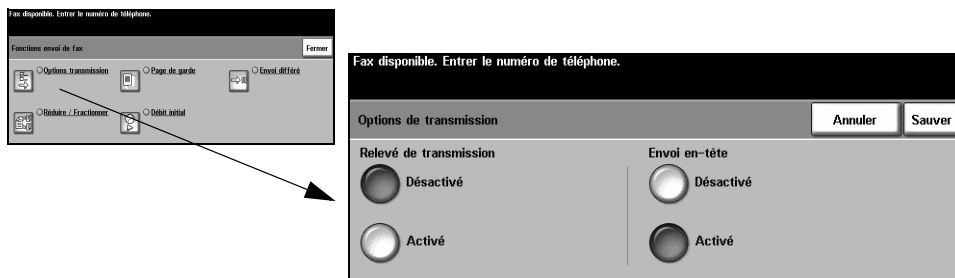 Fax disponible. Entrer le numéro de téléphone.
Fonctions envoi de fax
Fermer
Options transmission
Page de garde
Envoi différé
Réduire / Fractionner
Débit initial
Fax disponible. Entrer le numéro de téléphone.
Options de transmission
Annuler
Sauver
Relevé de transmission
Envoi en-tête
Désactivé
Désactivé
Activé
Activé